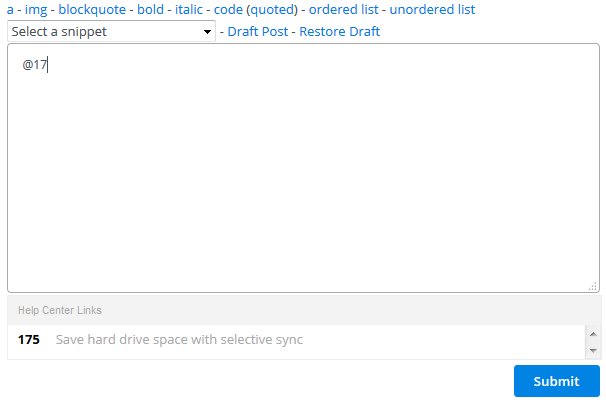 a - img - blockquote - bold - italic - code (quoted) - ordered list - unordered list
Select a snippet - Draft Post - Restore Draft
@17
Help Center Links
175 Save hard drive space with selective sync
Submit